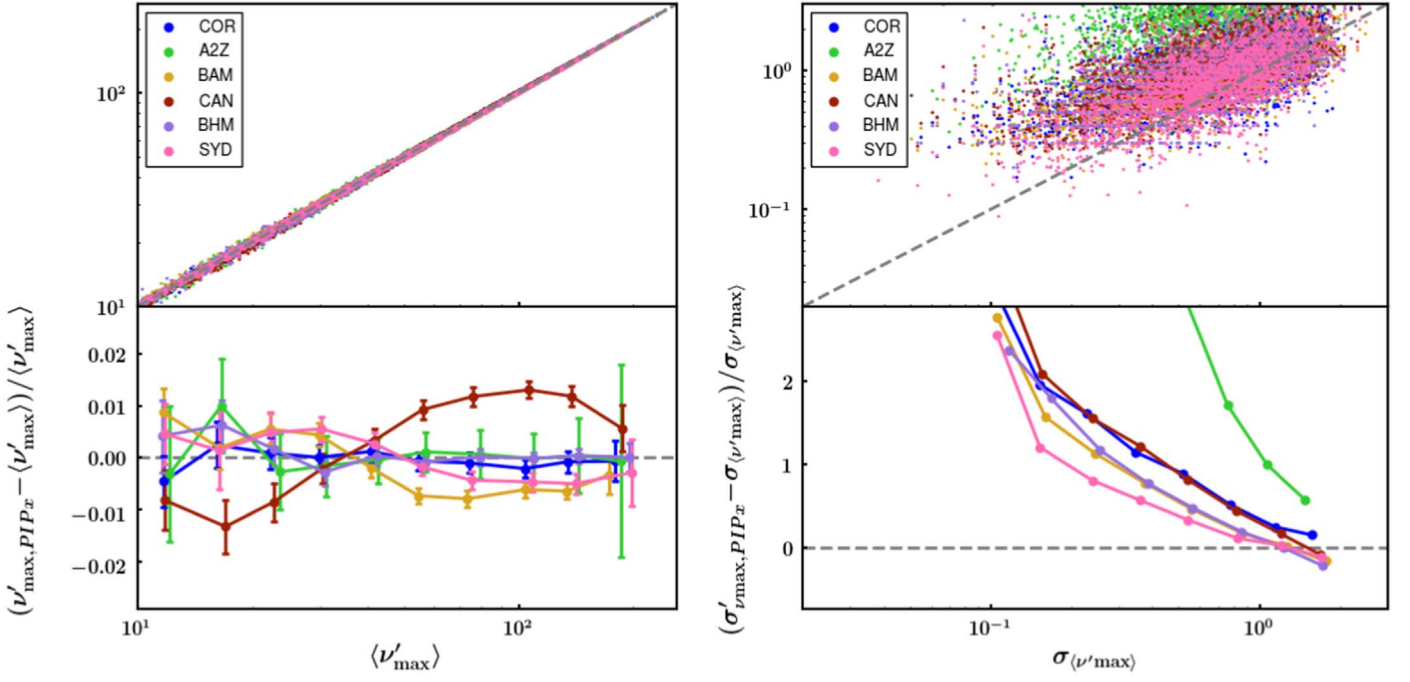 COR
A2Z
BAM
CAN
BHM
SYD
10²
10¹
COR
A2Z
BAM
CAN
BHM
SYD
10⁰
10⁻¹
(ν′max,PIPx−⟨ν′max⟩)/⟨ν′max⟩
0.02
0.01
0.00
−0.01
−0.02
10¹
10²
⟨ν′max⟩
(σ′νmax,PIPx−σ⟨ν′max⟩)/σ⟨ν′max⟩
2
1
0
10⁻¹
10⁰
σ⟨ν′max⟩